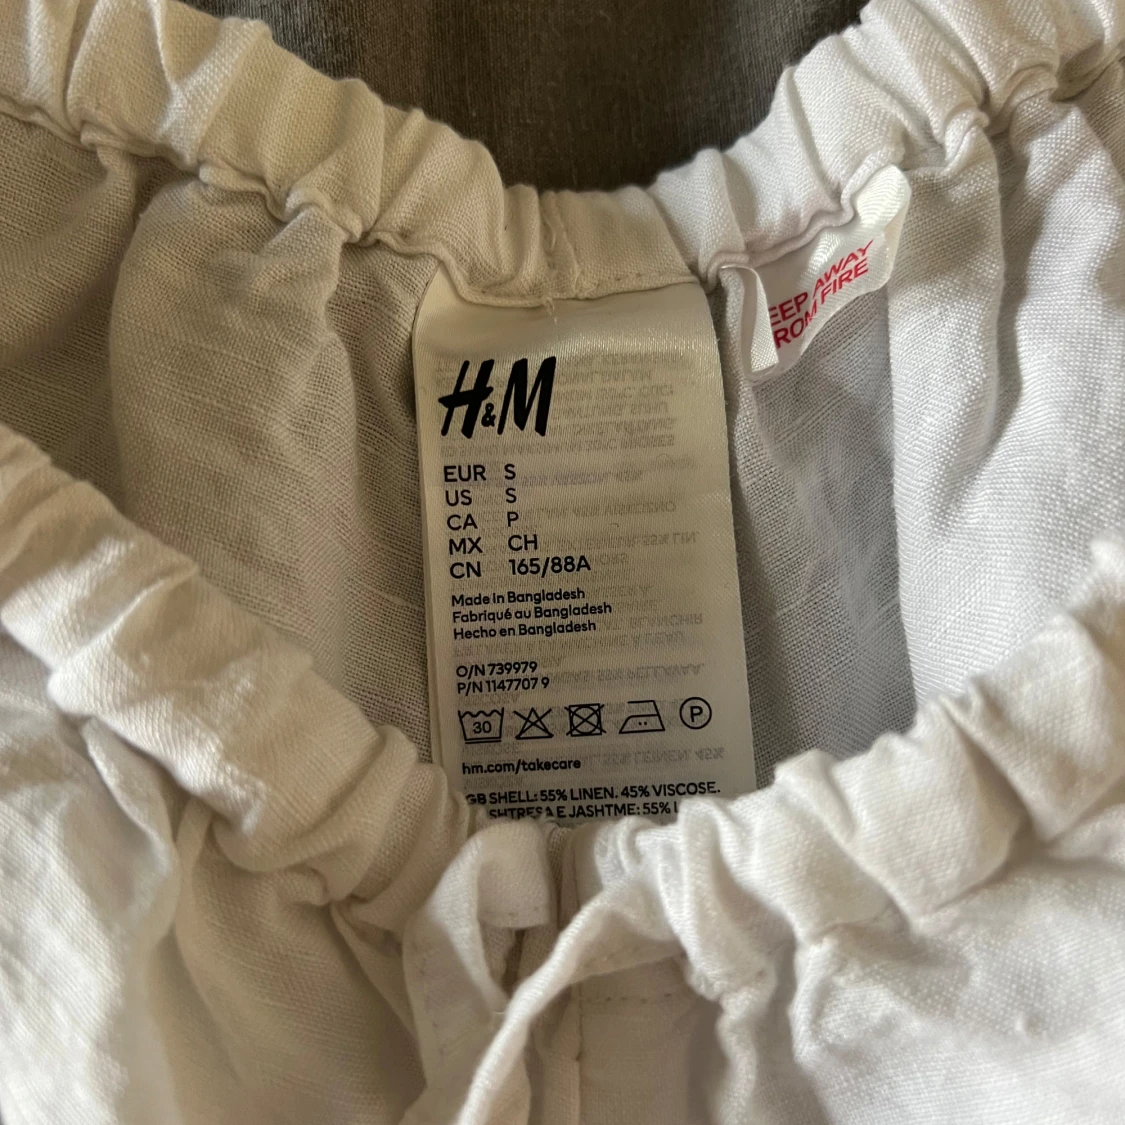 H&M
EUR S
US S
CA P
MX CH
CN 165/88A
Made in Bangladesh
Fabriqué au Bangladesh
Hecho en Bangladesh
O/N 739979
P/N 1147707 9
30
P
hm.com/takecare
GB SHELL: 55% LINEN. 45% VISCOSE.
SHTRESA E JASHTME: 55% L
EEP AWAY
ROM FIRE